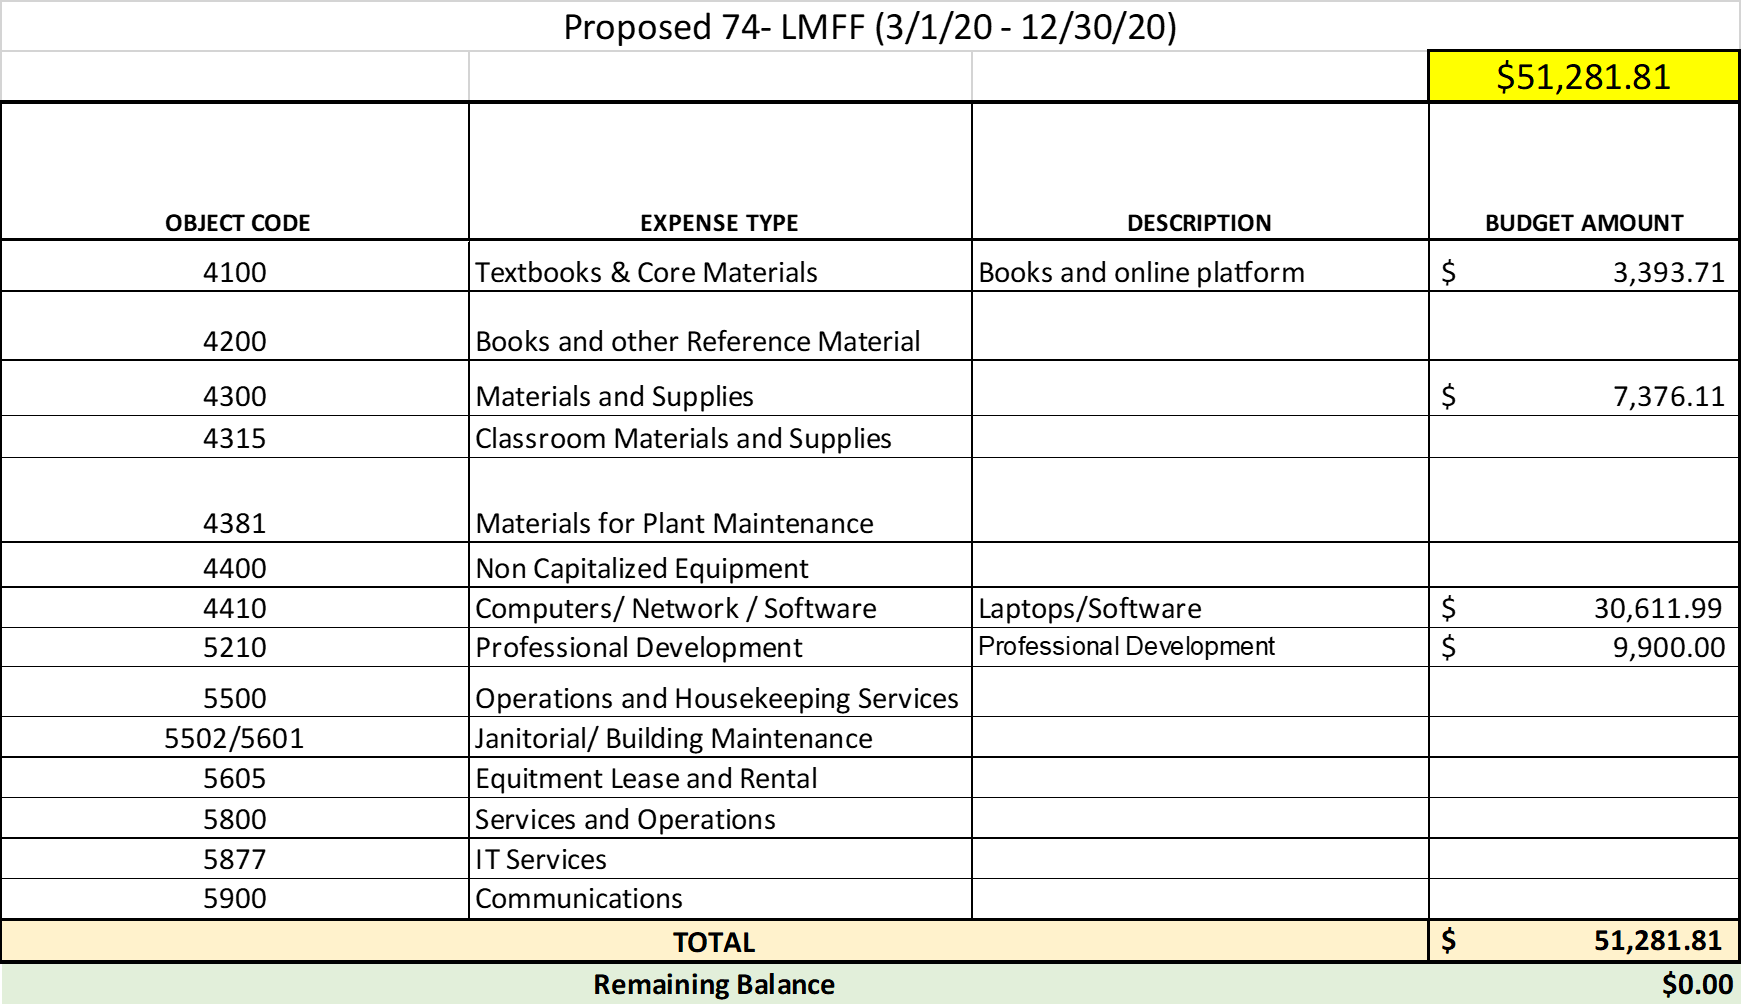 Proposed 74- LMFF (3/1/20 - 12/30/20)
$51,281.81
OBJECT CODE EXPENSE TYPE DESCRIPTION BUDGET AMOUNT
4100 Textbooks & Core Materials Books and online platform $ 3,393.71
4200 Books and other Reference Material
4300 Materials and Supplies $ 7,376.11
4315 Classroom Materials and Supplies
4381 Materials for Plant Maintenance
4400 Non Capitalized Equipment
4410 Computers/ Network / Software Laptops/Software $ 30,611.99
5210 Professional Development Professional Development $ 9,900.00
5500 Operations and Housekeeping Services
5502/5601 Janitorial/ Building Maintenance
5605 Equitment Lease and Rental
5800 Services and Operations
5877 IT Services
5900 Communications
TOTAL $ 51,281.81
Remaining Balance $0.00